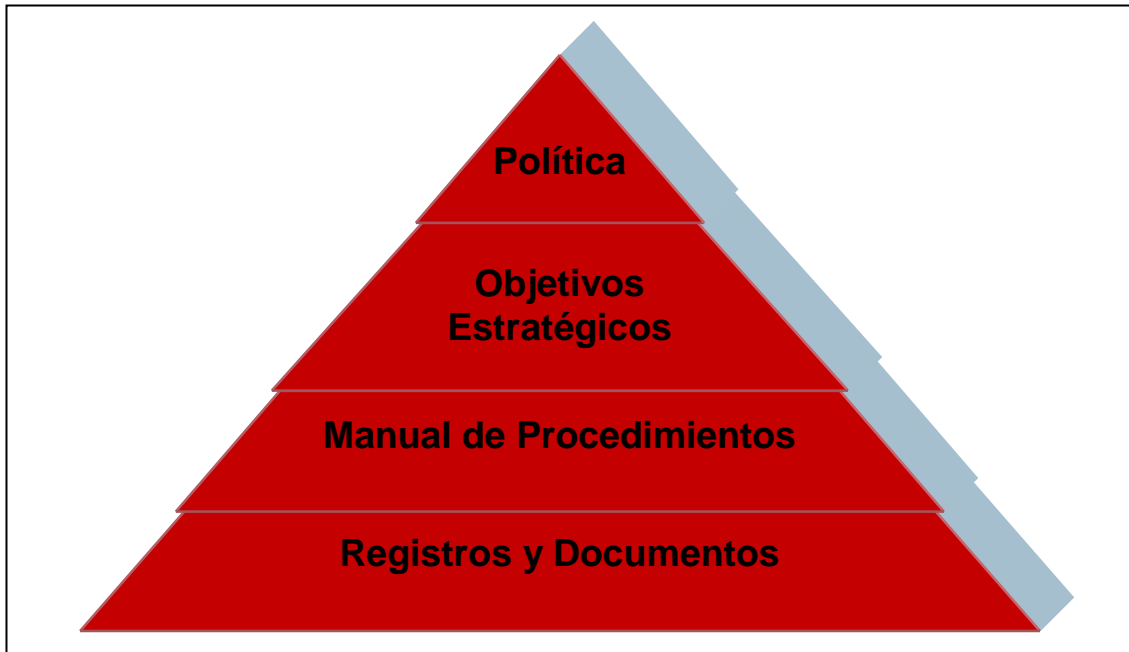 Política
Objetivos
Estratégicos
Manual de Procedimientos
Registros y Documentos